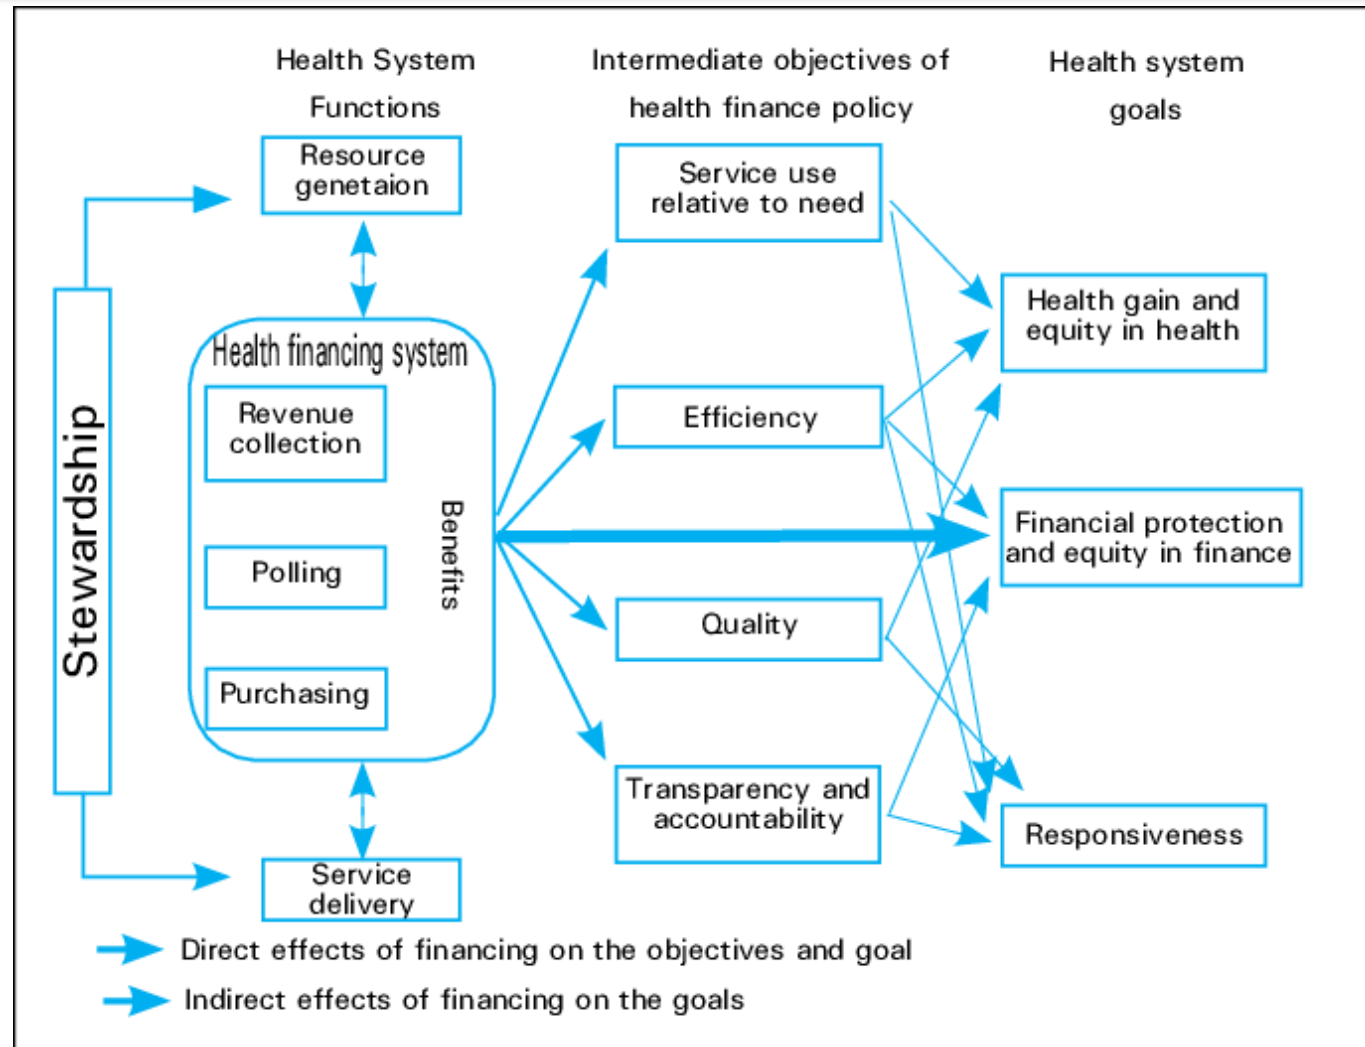 Health System
Functions
Intermediate objectives of
health finance policy
Health system
goals
Resource
genetaion
Service use
relative to need
Health gain and
equity in health
Health financing system
Revenue
collection
Efficiency
Stewardship
Benefits
Financial protection
and equity in finance
Polling
Quality
Purchasing
Transparency and
accountability
Responsiveness
Service
delivery
Direct effects of financing on the objectives and goal
Indirect effects of financing on the goals